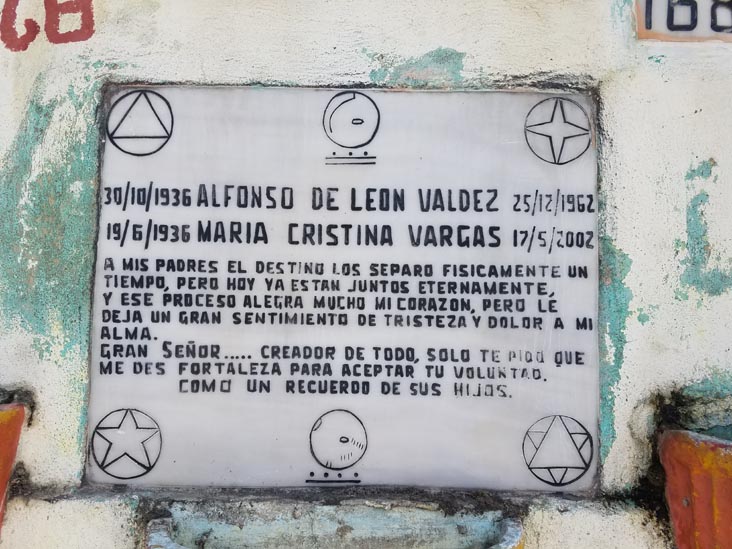 168
30/10/1936 ALFONSO DE LEON VALDEZ 25/12/1962
19/6/1936 MARIA CRISTINA VARGAS 17/5/2002
A MIS PADRES EL DESTINO LOS SEPARO FISICAMENTE UN
TIEMPO, PERO HOY YA ESTAN JUNTOS ETERNAMENTE,
Y ESE PROCESO ALEGRA MUCHO MI CORAZON, PERO LE
DEJA UN GRAN SENTIMIENTO DE TRISTEZA Y DOLOR A MI
ALMA.
GRAN SEÑOR..... CREADOR DE TODO, SOLO TE PIDO QUE
ME DES FORTALEZA PARA ACEPTAR TU VOLUNTAD.
COMO UN RECUERDO DE SUS HIJOS.